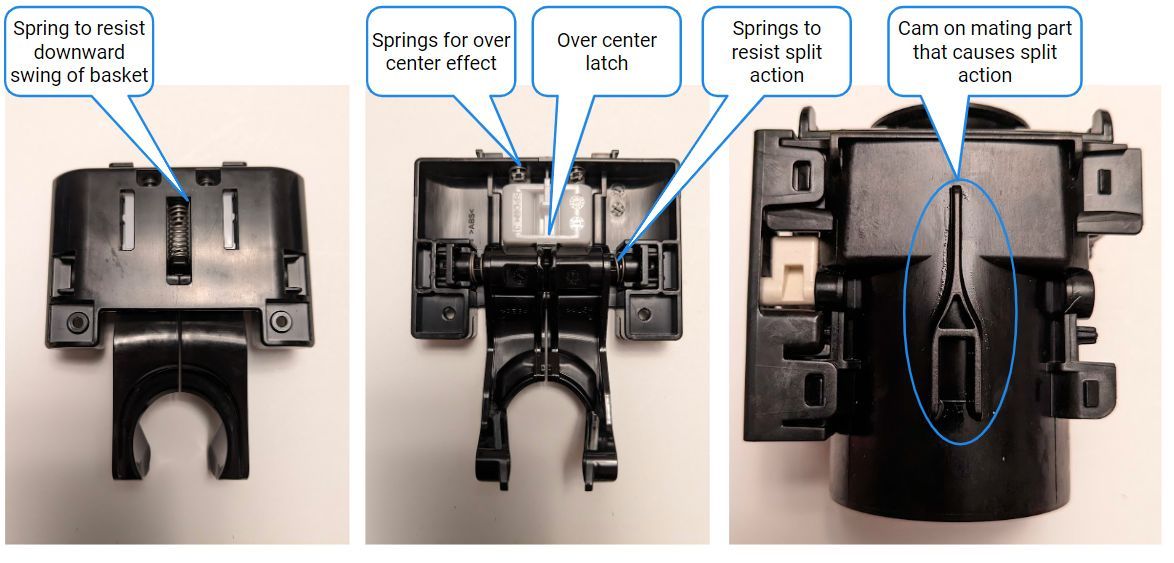 Spring to resist
downward
swing of basket
Springs for over
center effect
Over center
latch
Springs to
resist split
action
Cam on mating part
that causes split
action
>ABS<